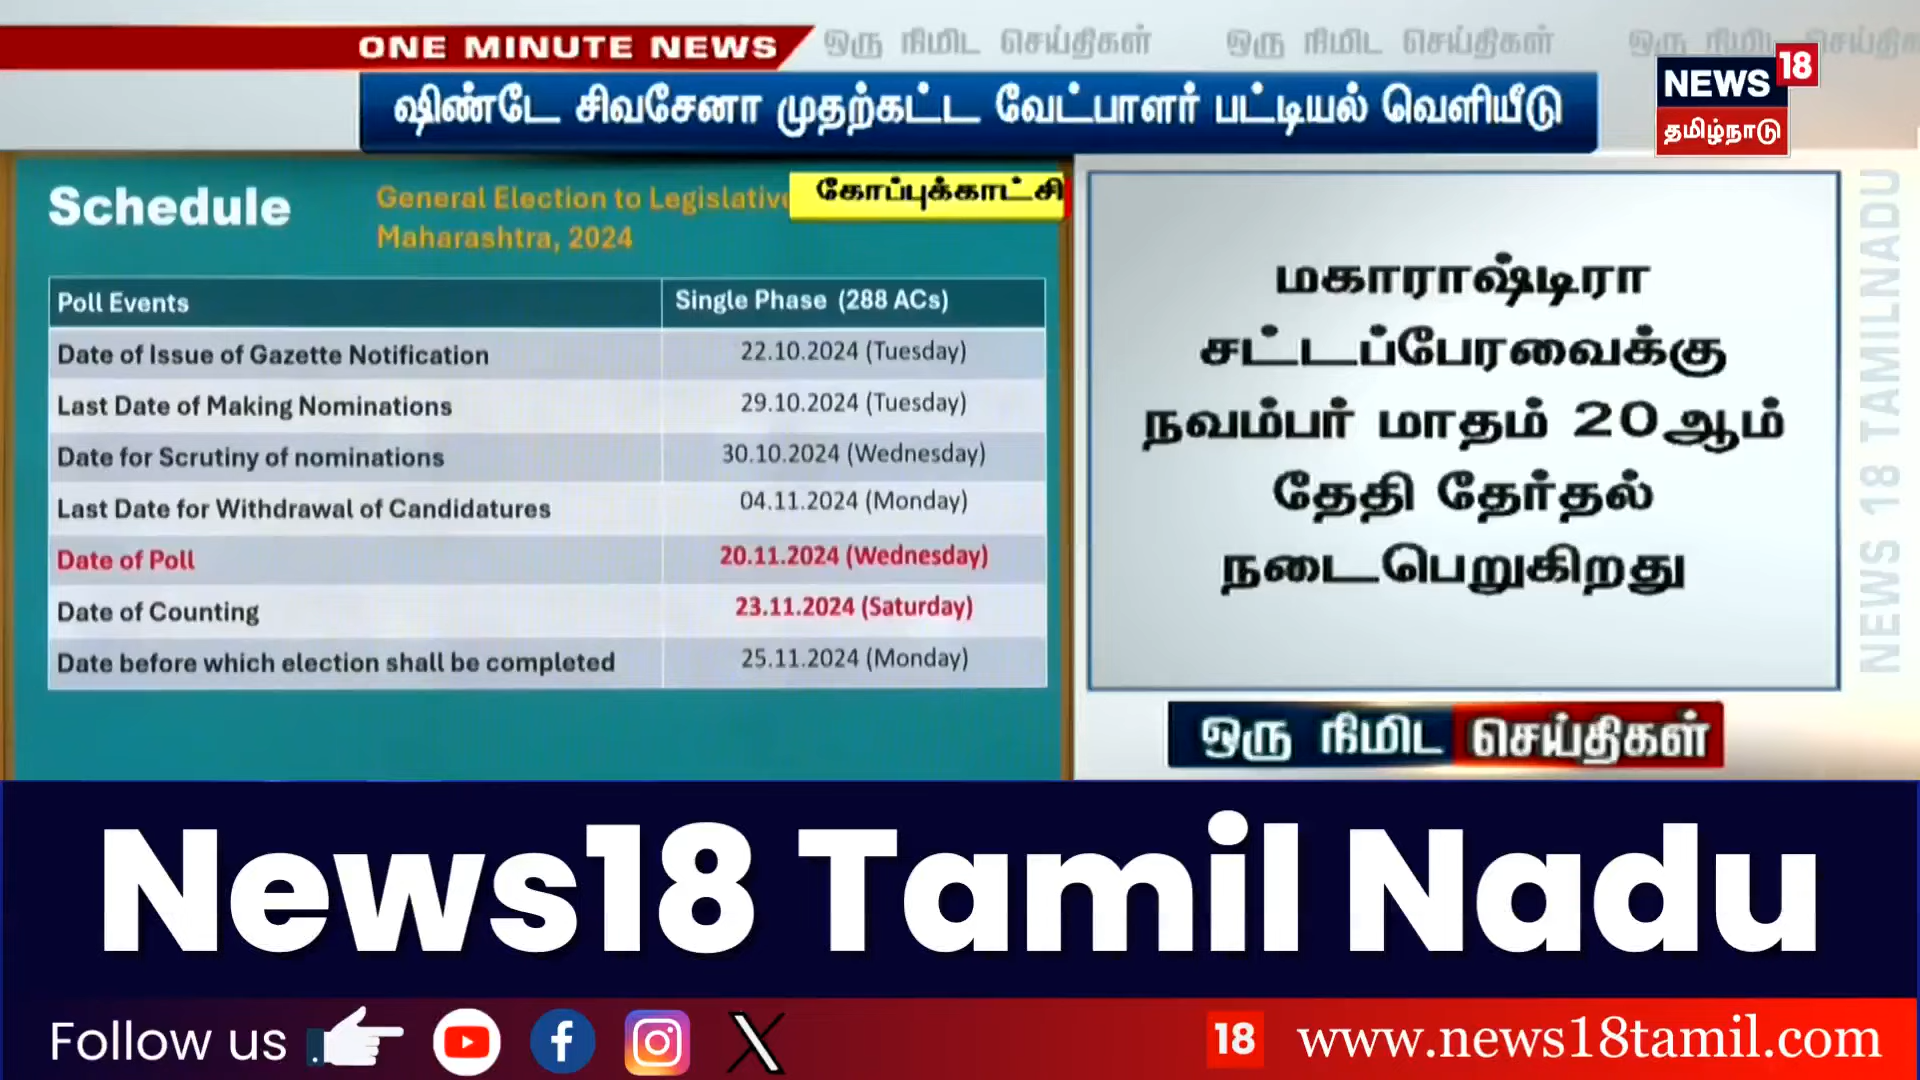 ONE MINUTE NEWS
ஒரு நிமிட செய்திகள் ஒரு நிமிட செய்திகள் ஒரு நிமிட செய்திகள்
ஷிண்டே சிவசேனா முதற்கட்ட வேட்பாளர் பட்டியல் வெளியீடு
NEWS 18
தமிழ்நாடு
Schedule
General Election to Legislative
Maharashtra, 2024
கோப்புக்காட்சி
Poll Events Single Phase (288 ACs)
Date of Issue of Gazette Notification 22.10.2024 (Tuesday)
Last Date of Making Nominations 29.10.2024 (Tuesday)
Date for Scrutiny of nominations 30.10.2024 (Wednesday)
Last Date for Withdrawal of Candidatures 04.11.2024 (Monday)
Date of Poll 20.11.2024 (Wednesday)
Date of Counting 23.11.2024 (Saturday)
Date before which election shall be completed 25.11.2024 (Monday)
மகாராஷ்டிரா
சட்டப்பேரவைக்கு
நவம்பர் மாதம் 20ஆம்
தேதி தேர்தல்
நடைபெறுகிறது
NEWS 18 TAMILNADU
ஒரு நிமிட செய்திகள்
News18 Tamil Nadu
Follow us
18 www.news18tamil.com